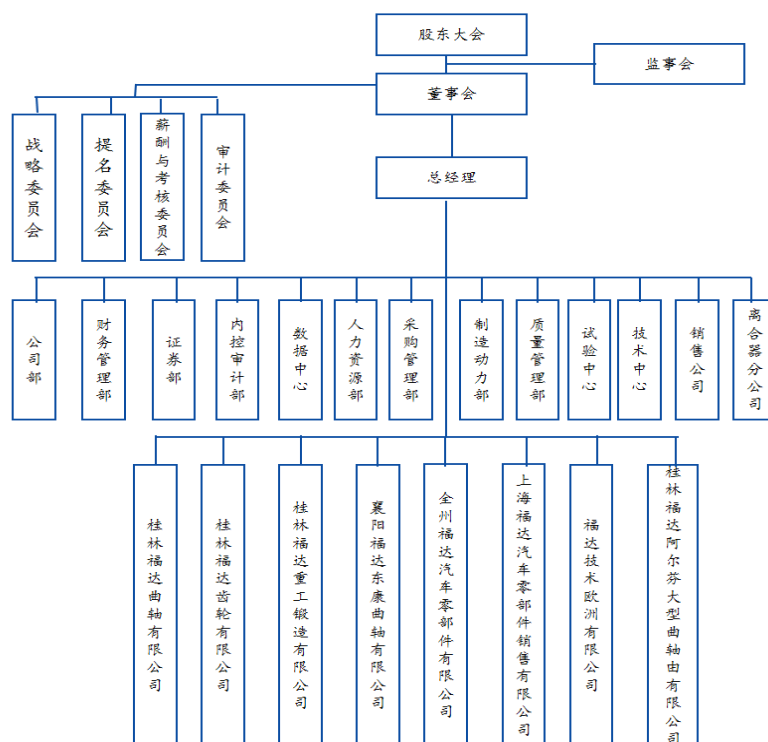 股东大会
监事会
董事会
总经理
战略委员会
提名委员会
薪酬与考核委员会
审计委员会
公司部
财务管理部
证券部
内控审计部
数据中心
人力资源部
采购管理部
制造动力部
质量管理部
试验中心
技术中心
销售公司
离合器分公司
桂林福达曲轴有限公司
桂林福达齿轮有限公司
桂林福达重工锻造有限公司
襄阳福达东康曲轴有限公司
全州福达汽车零部件有限公司
上海福达汽车零部件销售有限公司
福达技术欧洲有限公司
桂林福达阿尔芬大型曲轴由有限公司